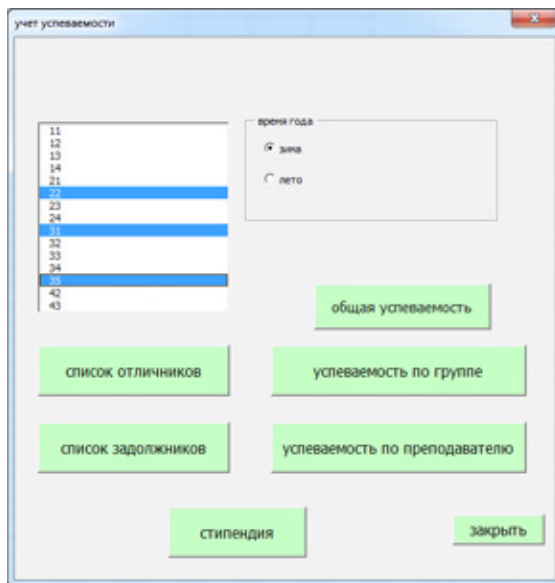 учет успеваемости
11
12
13
14
21
22
23
24
31
32
33
34
35
42
43
время года
зима
лето
общая успеваемость
список отличников
успеваемость по группе
список задолжников
успеваемость по преподавателю
стипендия
закрыть